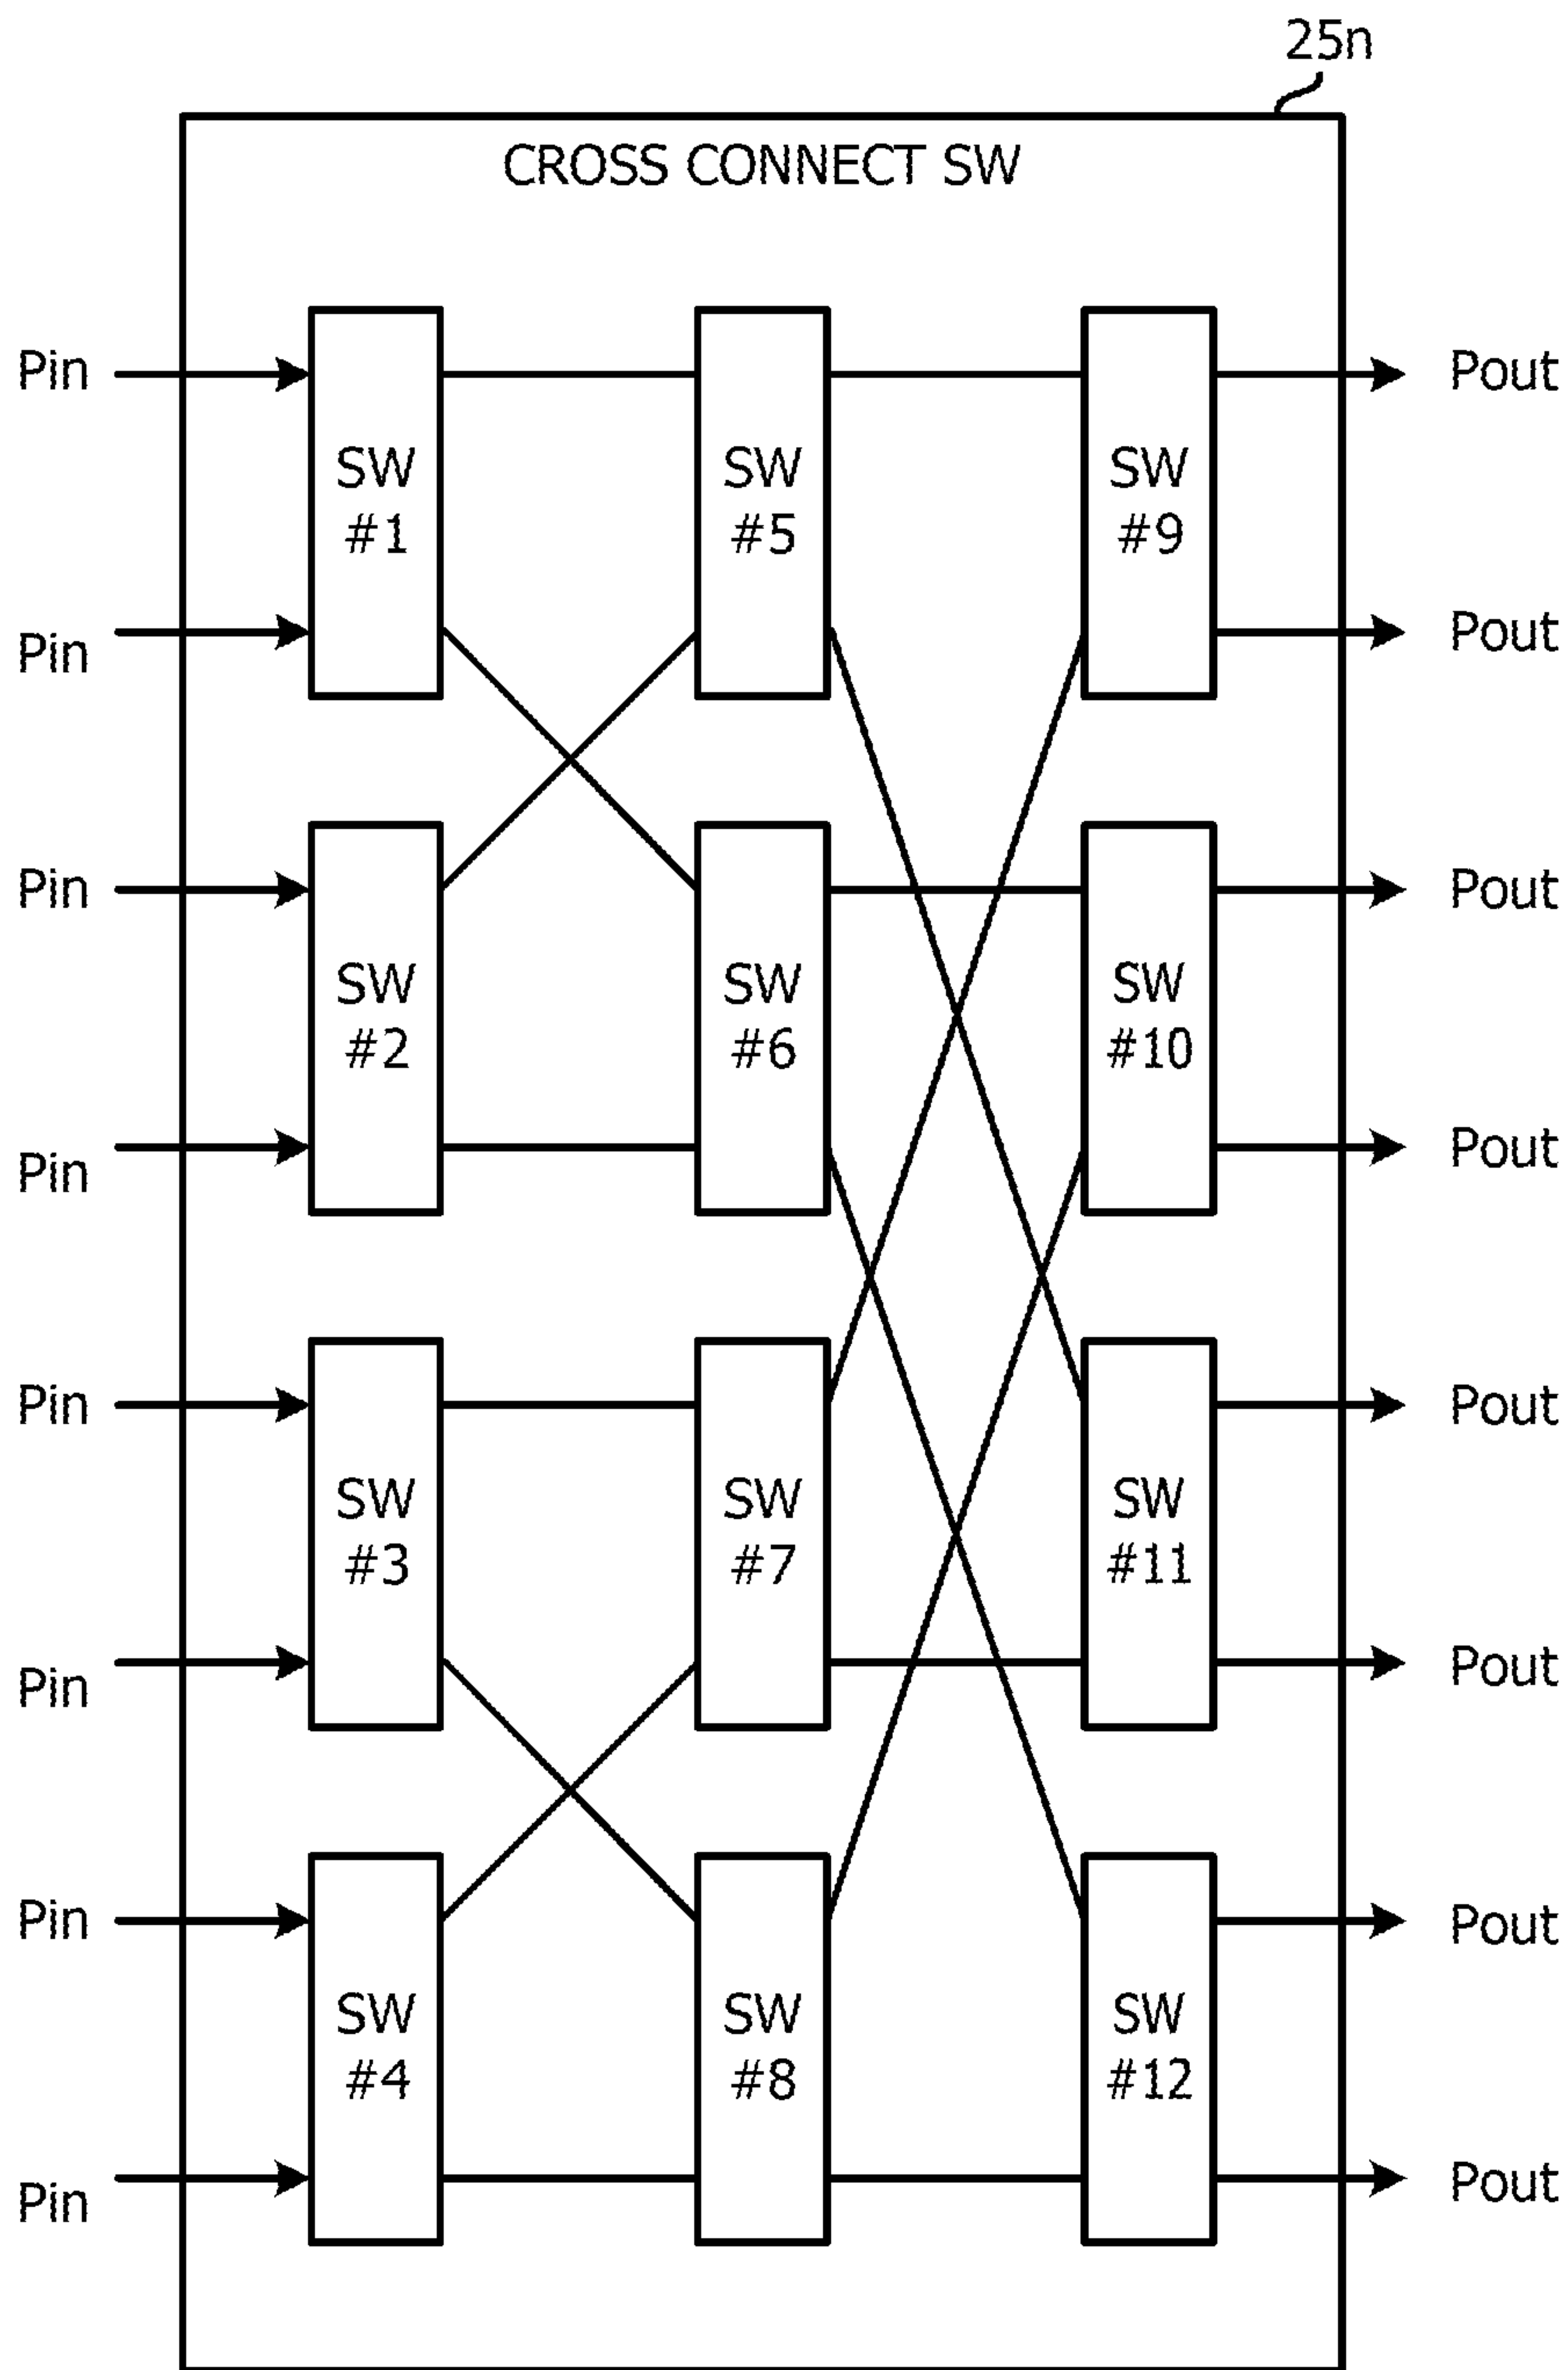 25n
CROSS CONNECT SW
Pin
SW
#1
SW
#5
SW
#9
Pout
Pin
Pout
Pin
SW
#2
SW
#6
SW
#10
Pout
Pin
Pout
Pin
SW
#3
SW
#7
SW
#11
Pout
Pin
Pout
Pin
SW
#4
SW
#8
SW
#12
Pout
Pin
Pout